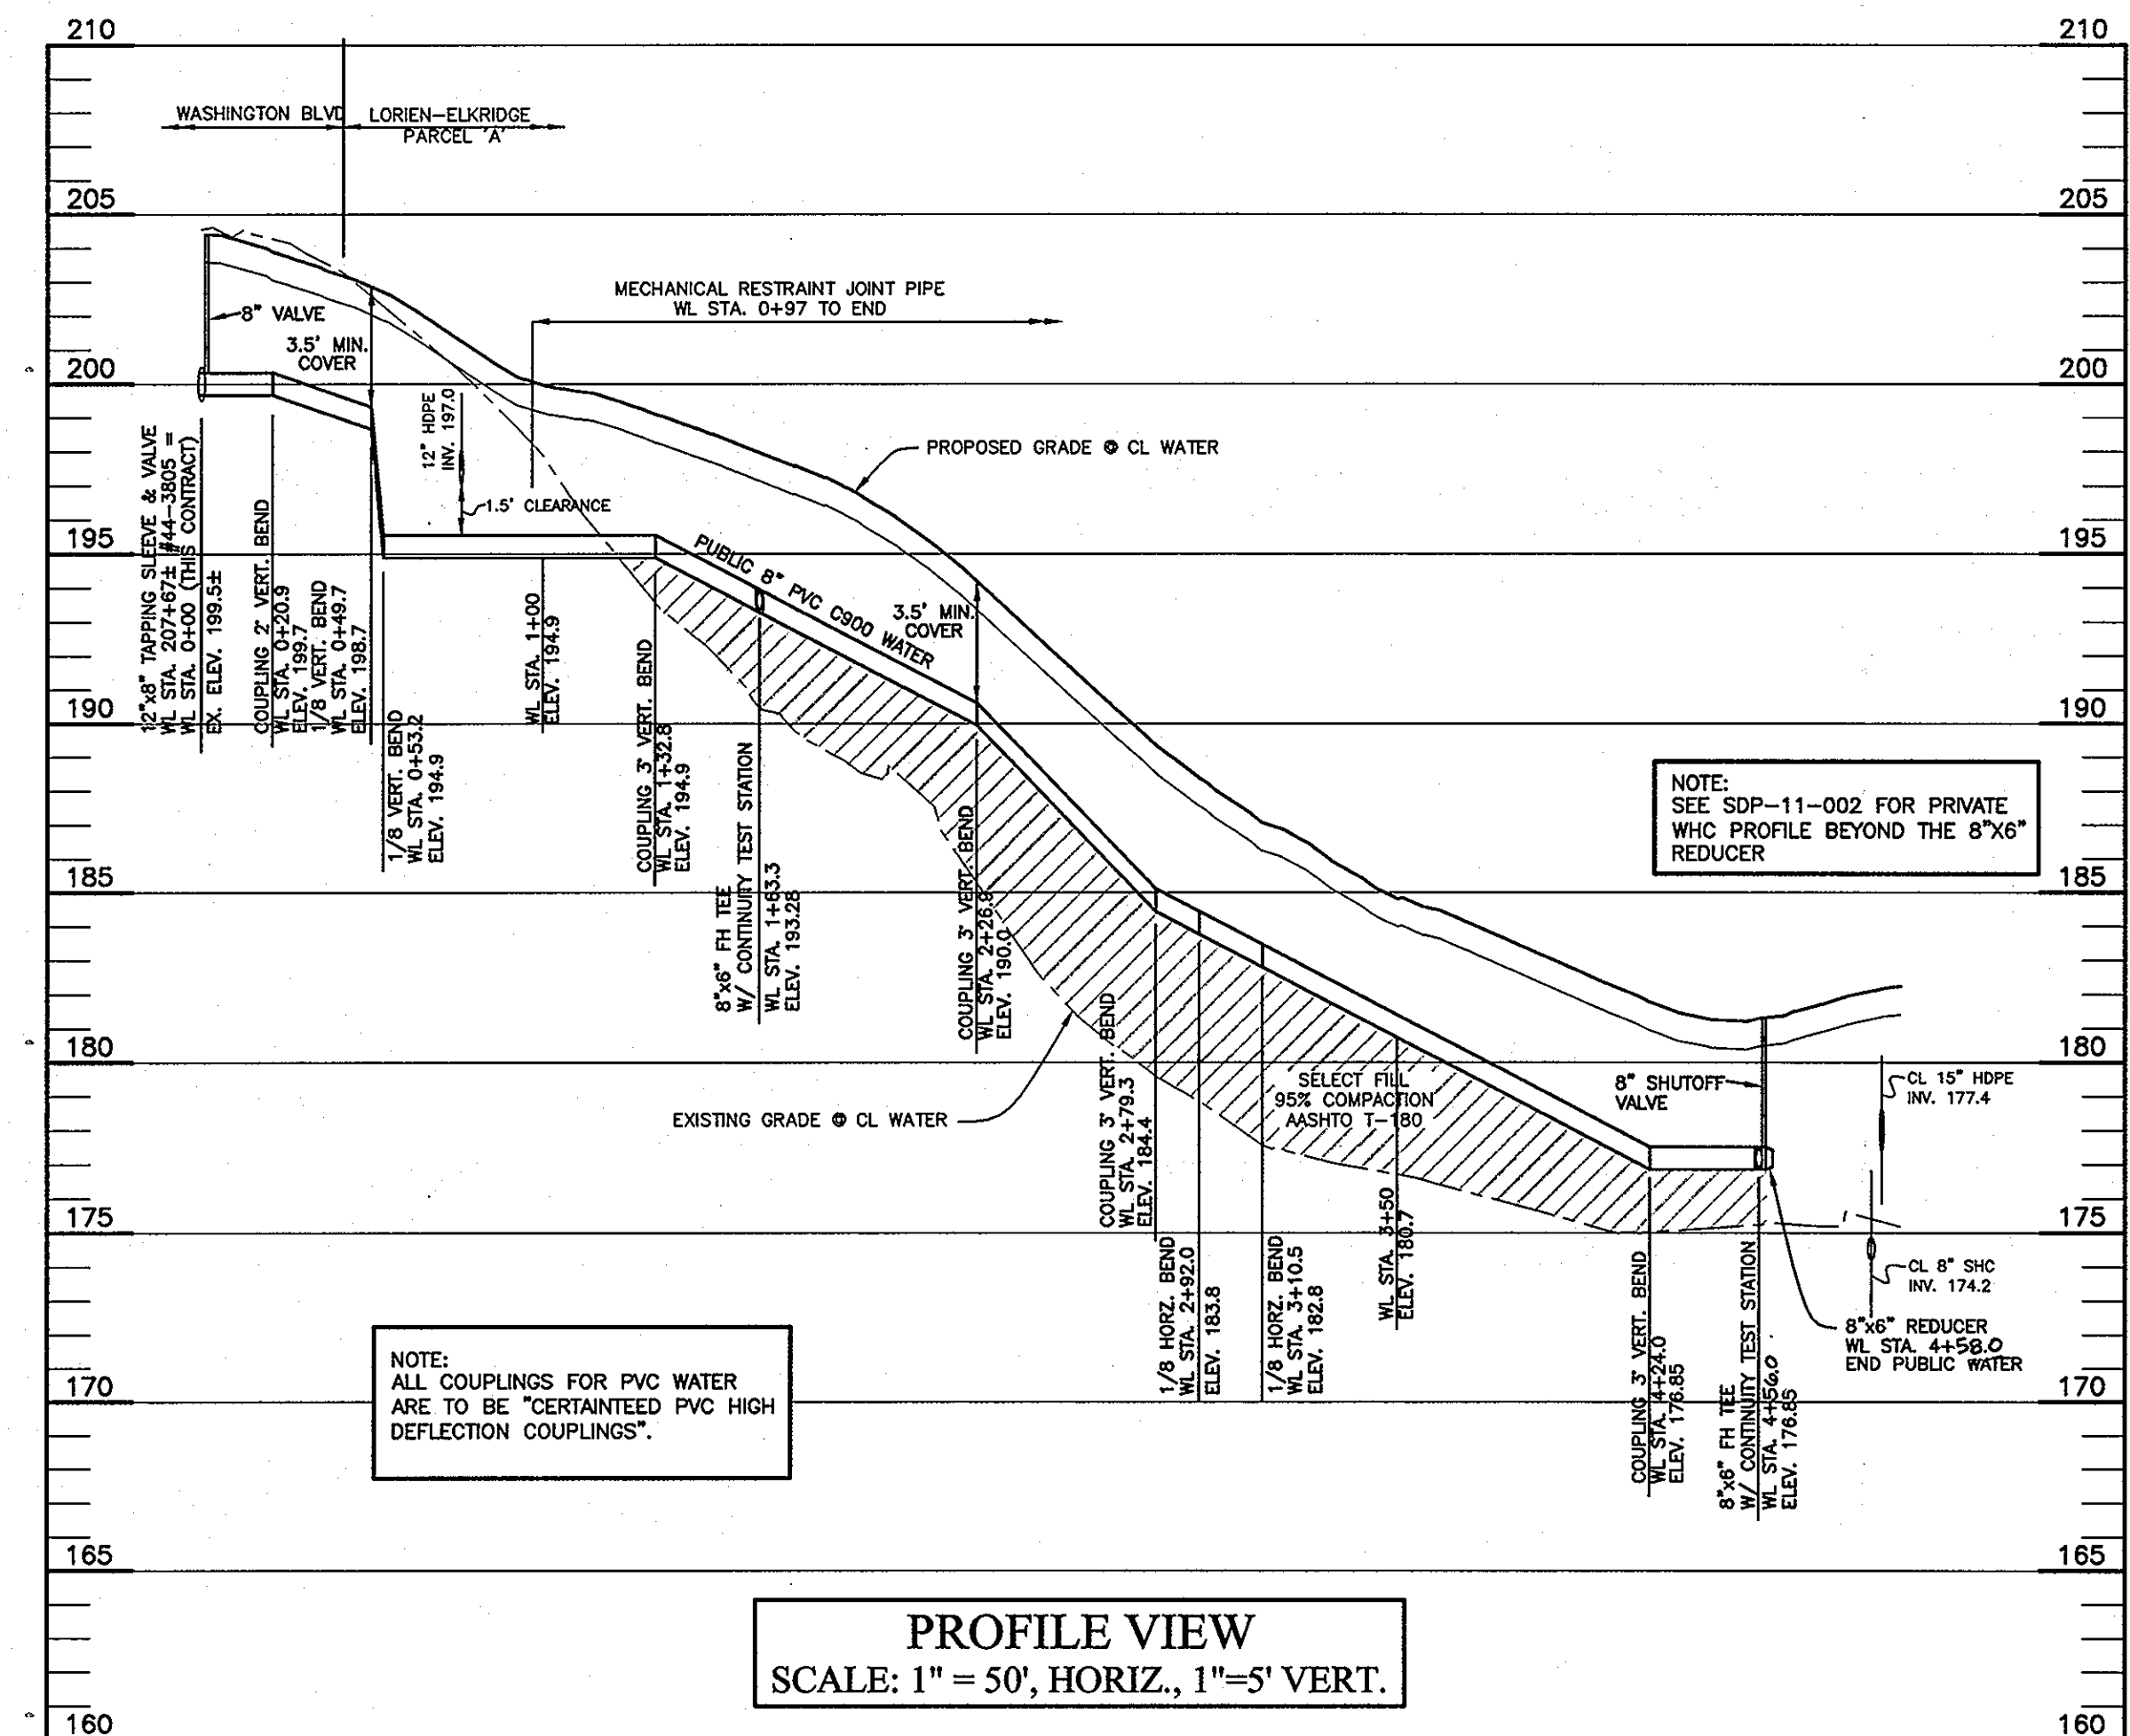 210
210
WASHINGTON BLVD
LORIEN-ELKRIDGE
PARCEL 'A'
205
205
MECHANICAL RESTRAINT JOINT PIPE
WL STA. 0+97 TO END
8" VALVE
3.5' MIN.
COVER
200
200
12" HDPE
INV. 197.0
PROPOSED GRADE @ CL WATER
1.5' CLEARANCE
12"x8" TAPPING SLEEVE & VALVE
WL STA. 207+67± #44-3805 =
WL STA. 0+00 (THIS CONTRACT)
EX. ELEV. 199.5±
COUPLING 2° VERT. BEND
WL STA. 0+20.9
ELEV. 199.7
1/8 VERT. BEND
WL STA. 0+49.7
ELEV. 198.7
195
195
PUBLIC 8" PVC C900 WATER
3.5' MIN.
COVER
1/8 VERT. BEND
WL STA. 0+53.2
ELEV. 194.9
WL STA. 1+00
ELEV. 194.9
COUPLING 3° VERT. BEND
WL STA. 1+32.8
ELEV. 194.9
190
190
8"x6" FH TEE
W/ CONTINUITY TEST STATION
WL STA. 1+63.3
ELEV. 193.28
NOTE:
SEE SDP-11-002 FOR PRIVATE
WHC PROFILE BEYOND THE 8"X6"
REDUCER
185
185
COUPLING 3° VERT. BEND
WL STA. 2+26.9
ELEV. 190.0
180
180
COUPLING 3° VERT. BEND
WL STA. 2+79.3
ELEV. 184.4
SELECT FILL
95% COMPACTION
AASHTO T-180
8" SHUTOFF
VALVE
CL 15" HDPE
INV. 177.4
EXISTING GRADE @ CL WATER
175
175
1/8 HORZ. BEND
WL STA. 2+92.0
ELEV. 183.8
1/8 HORZ. BEND
WL STA. 3+10.5
ELEV. 182.8
WL STA. 3+50
ELEV. 180.7
CL 8" SHC
INV. 174.2
8"x6" REDUCER
WL STA. 4+58.0
END PUBLIC WATER
COUPLING 3° VERT. BEND
WL STA. 4+24.0
ELEV. 176.85
8"x6" FH TEE
W/ CONTINUITY TEST STATION
WL STA. 4+56.0
ELEV. 176.85
NOTE:
ALL COUPLINGS FOR PVC WATER
ARE TO BE "CERTAINTEED PVC HIGH
DEFLECTION COUPLINGS".
170
170
165
165
PROFILE VIEW
SCALE: 1" = 50', HORIZ., 1"=5' VERT.
160
160